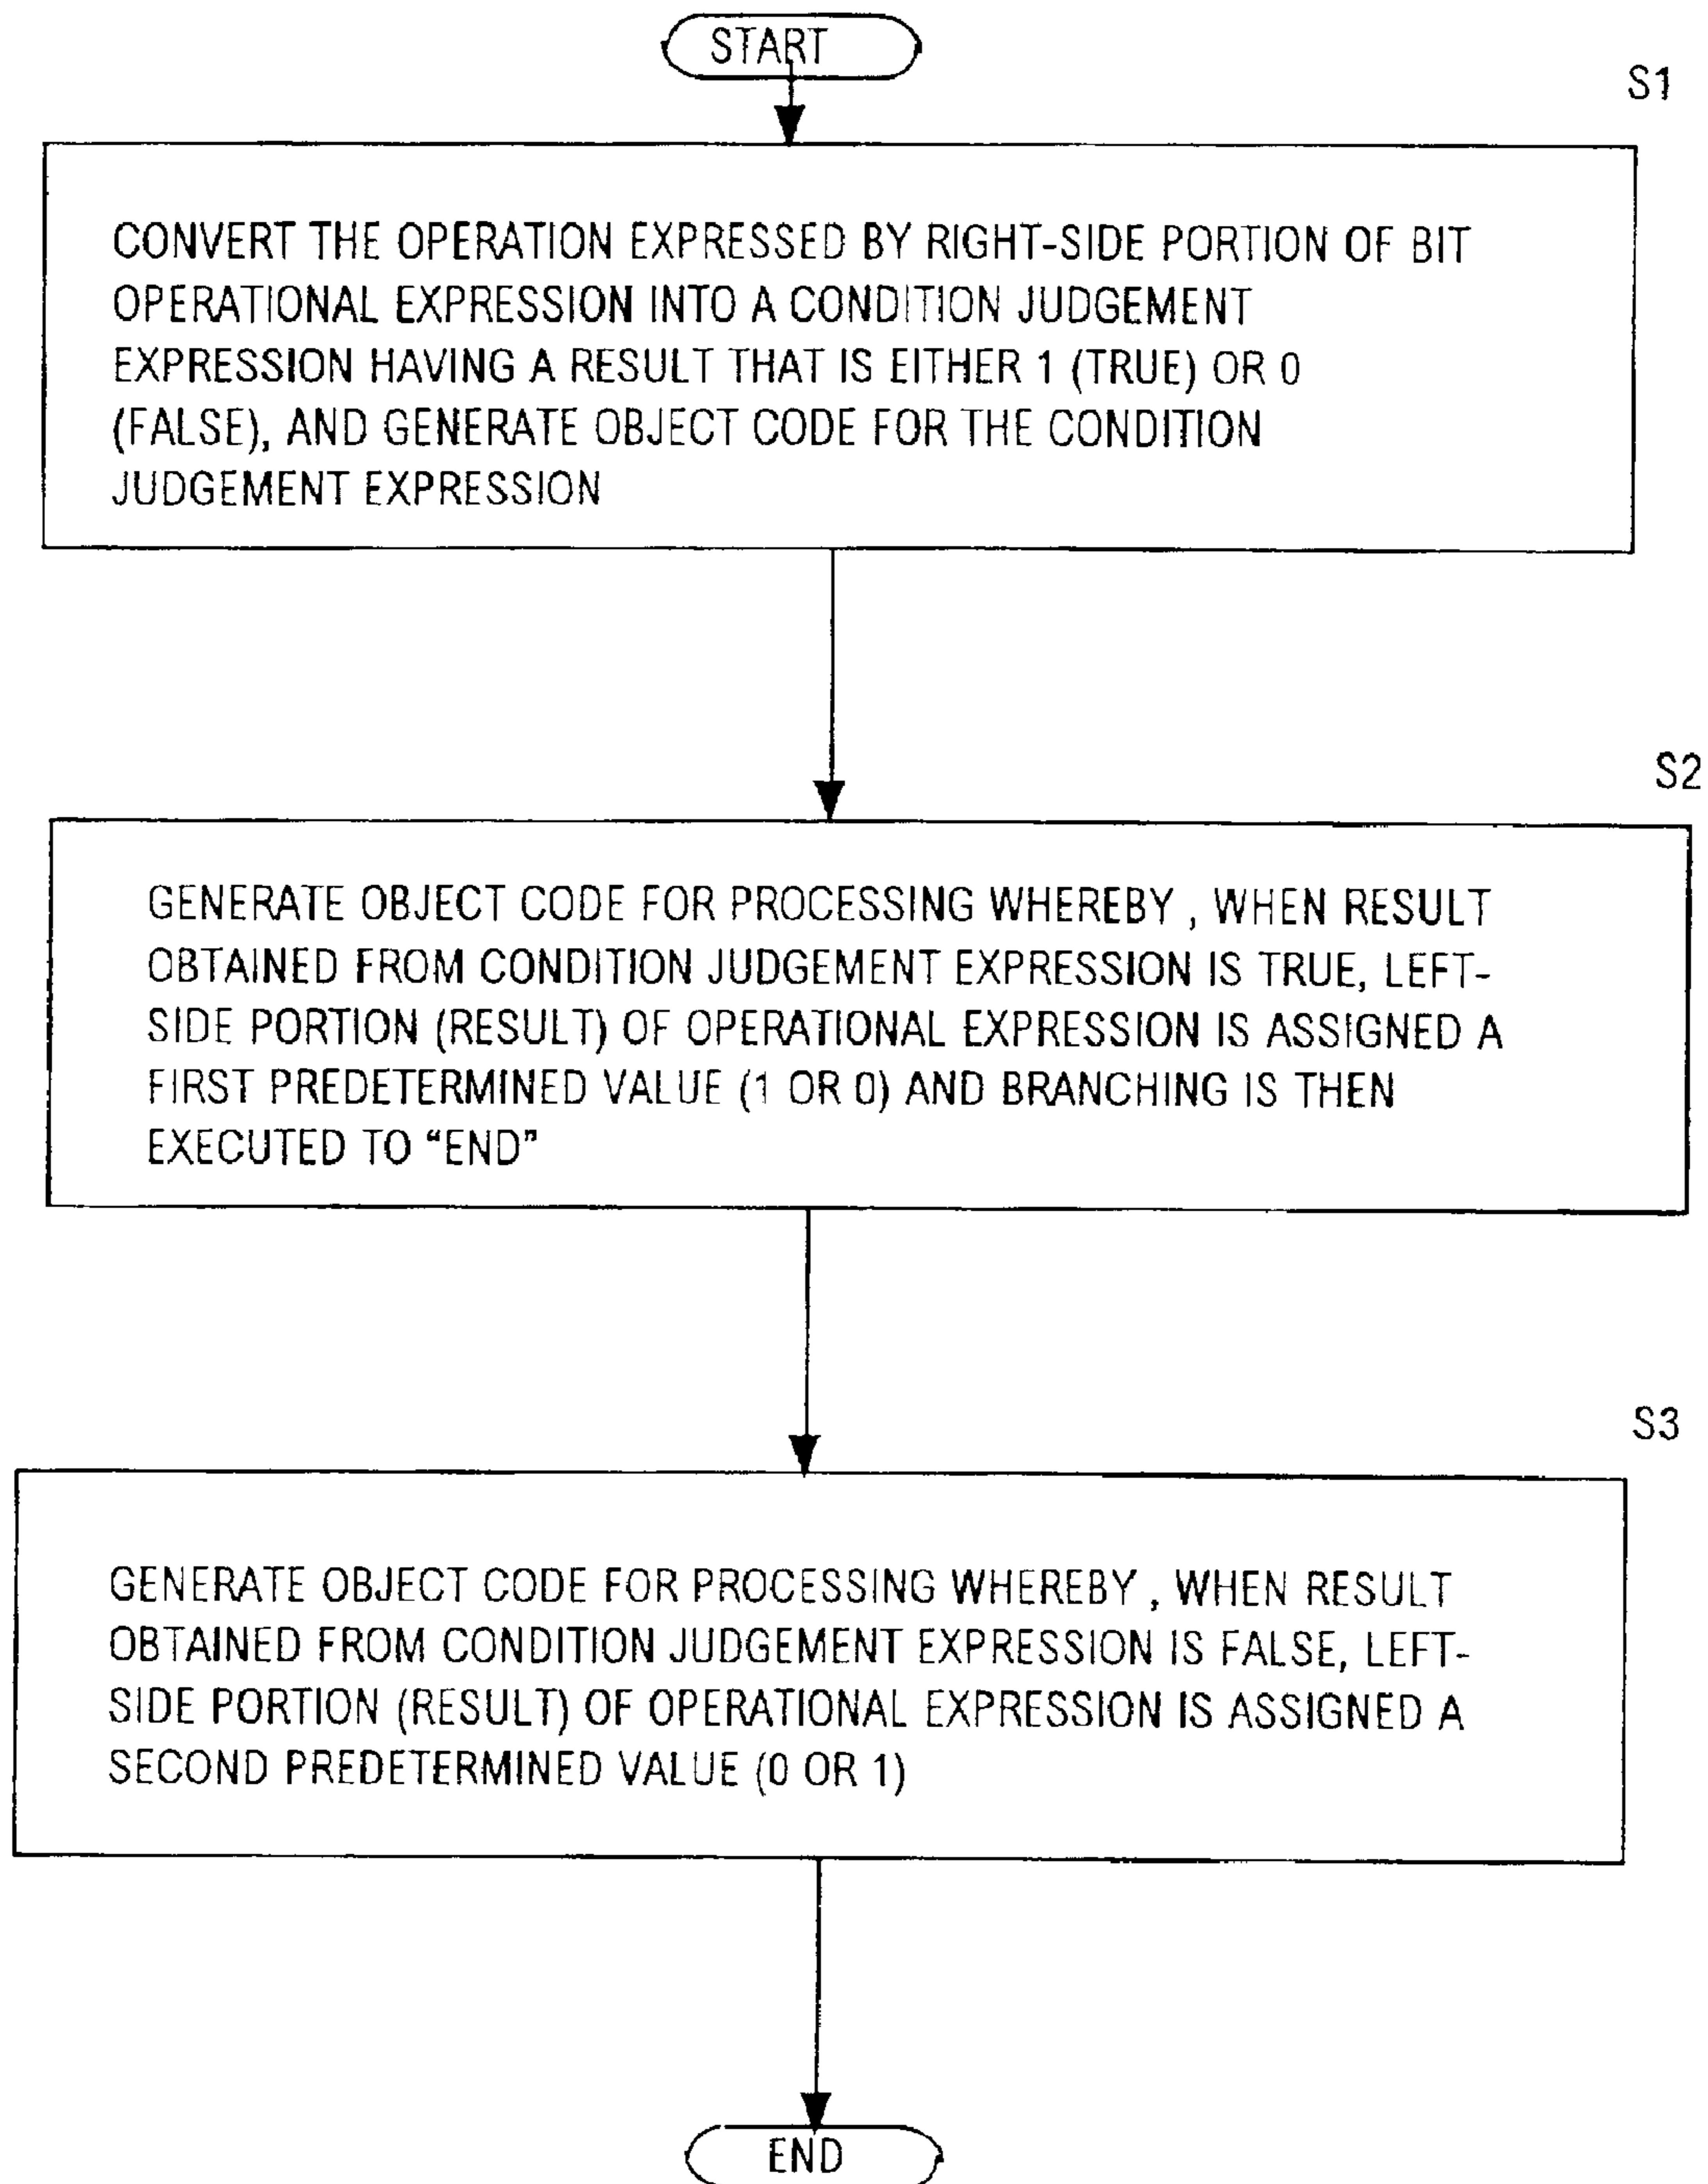 START
S1
CONVERT THE OPERATION EXPRESSED BY RIGHT-SIDE PORTION OF BIT
OPERATIONAL EXPRESSION INTO A CONDITION JUDGEMENT
EXPRESSION HAVING A RESULT THAT IS EITHER 1 (TRUE) OR 0
(FALSE), AND GENERATE OBJECT CODE FOR THE CONDITION
JUDGEMENT EXPRESSION
S2
GENERATE OBJECT CODE FOR PROCESSING WHEREBY , WHEN RESULT
OBTAINED FROM CONDITION JUDGEMENT EXPRESSION IS TRUE, LEFT-
SIDE PORTION (RESULT) OF OPERATIONAL EXPRESSION IS ASSIGNED A
FIRST PREDETERMINED VALUE (1 OR 0) AND BRANCHING IS THEN
EXECUTED TO “END”
S3
GENERATE OBJECT CODE FOR PROCESSING WHEREBY , WHEN RESULT
OBTAINED FROM CONDITION JUDGEMENT EXPRESSION IS FALSE, LEFT-
SIDE PORTION (RESULT) OF OPERATIONAL EXPRESSION IS ASSIGNED A
SECOND PREDETERMINED VALUE (0 OR 1)
END